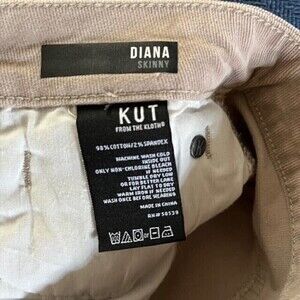 DIANA
SKINNY
KUT
FROM THE KLOTH®
98% COTTON/2% SPANDEX
MACHINE WASH COLD
INSIDE OUT
ONLY NON-CHLORINE BLEACH
IF NEEDED
TUMBLE DRY LOW
OR FOR BETTER CARE
LAY FLAT TO DRY
WARM IRON IF NEEDED
WASH ONCE BEFORE WEARING
MADE IN CHINA
RN# 50539